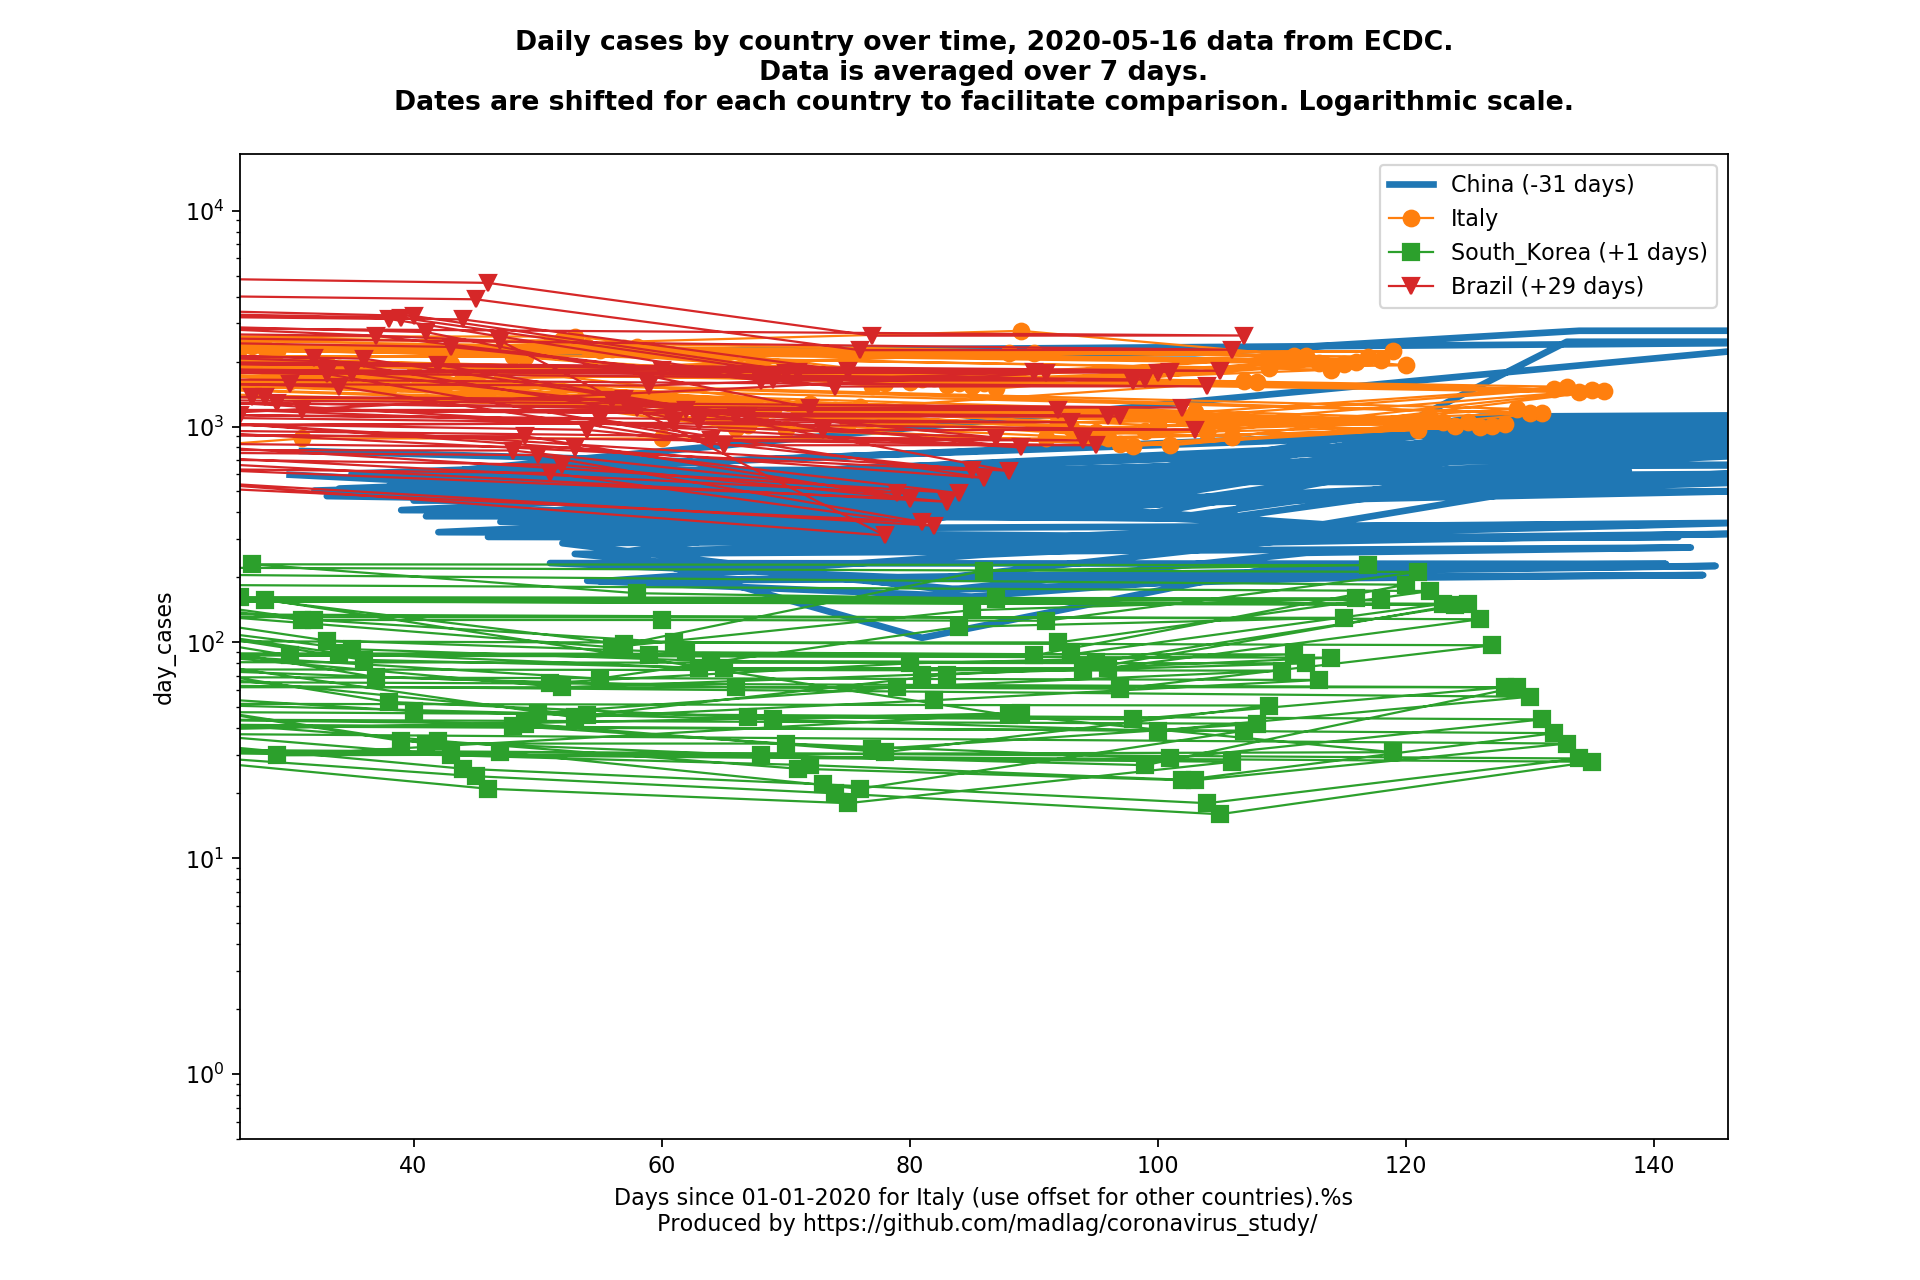 Daily cases by country over time, 2020-05-16 data from ECDC.
Data is averaged over 7 days.
Dates are shifted for each country to facilitate comparison. Logarithmic scale.
China (-31 days)
Italy
South_Korea (+1 days)
Brazil (+29 days)
day_cases
10⁴
10³
10²
10¹
10⁰
40 60 80 100 120 140
Days since 01-01-2020 for Italy (use offset for other countries).%s
Produced by https://github.com/madlag/coronavirus_study/